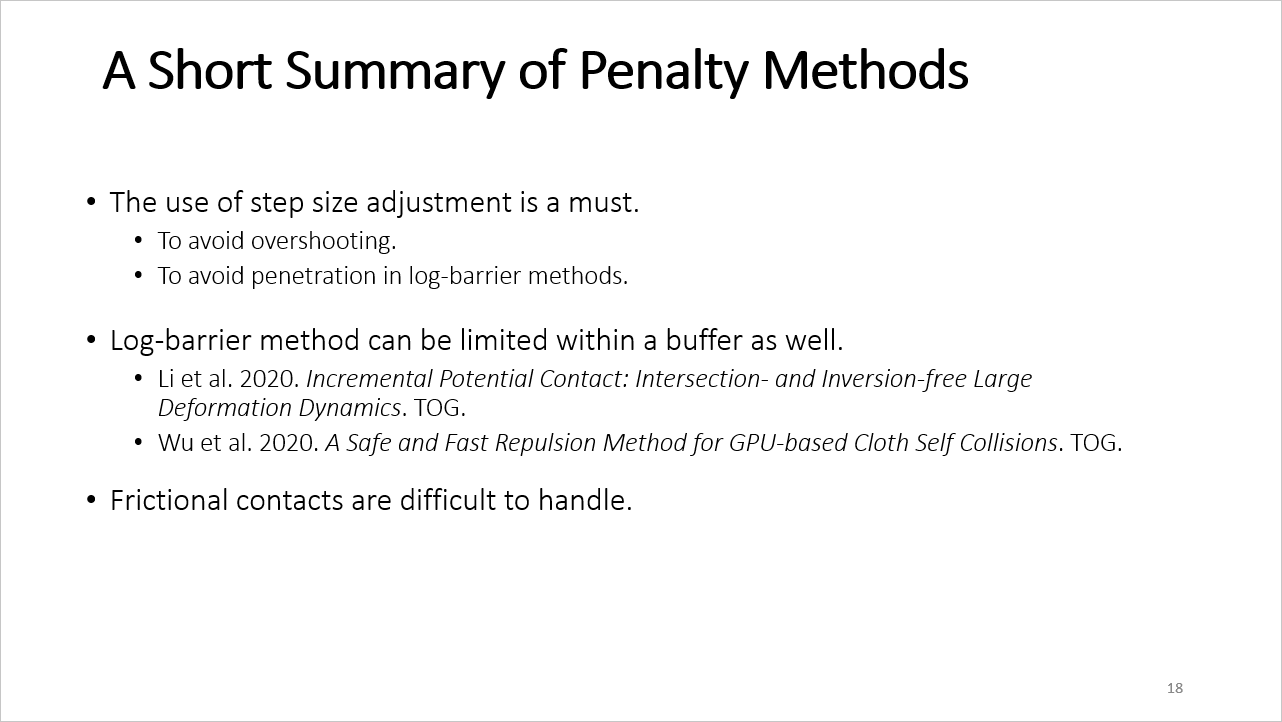 A Short Summary of Penalty Methods
• The use of step size adjustment is a must.
• To avoid overshooting.
• To avoid penetration in log-barrier methods.
• Log-barrier method can be limited within a buffer as well.
• Li et al. 2020. Incremental Potential Contact: Intersection- and Inversion-free Large
Deformation Dynamics. TOG.
• Wu et al. 2020. A Safe and Fast Repulsion Method for GPU-based Cloth Self Collisions. TOG.
• Frictional contacts are difficult to handle.
18